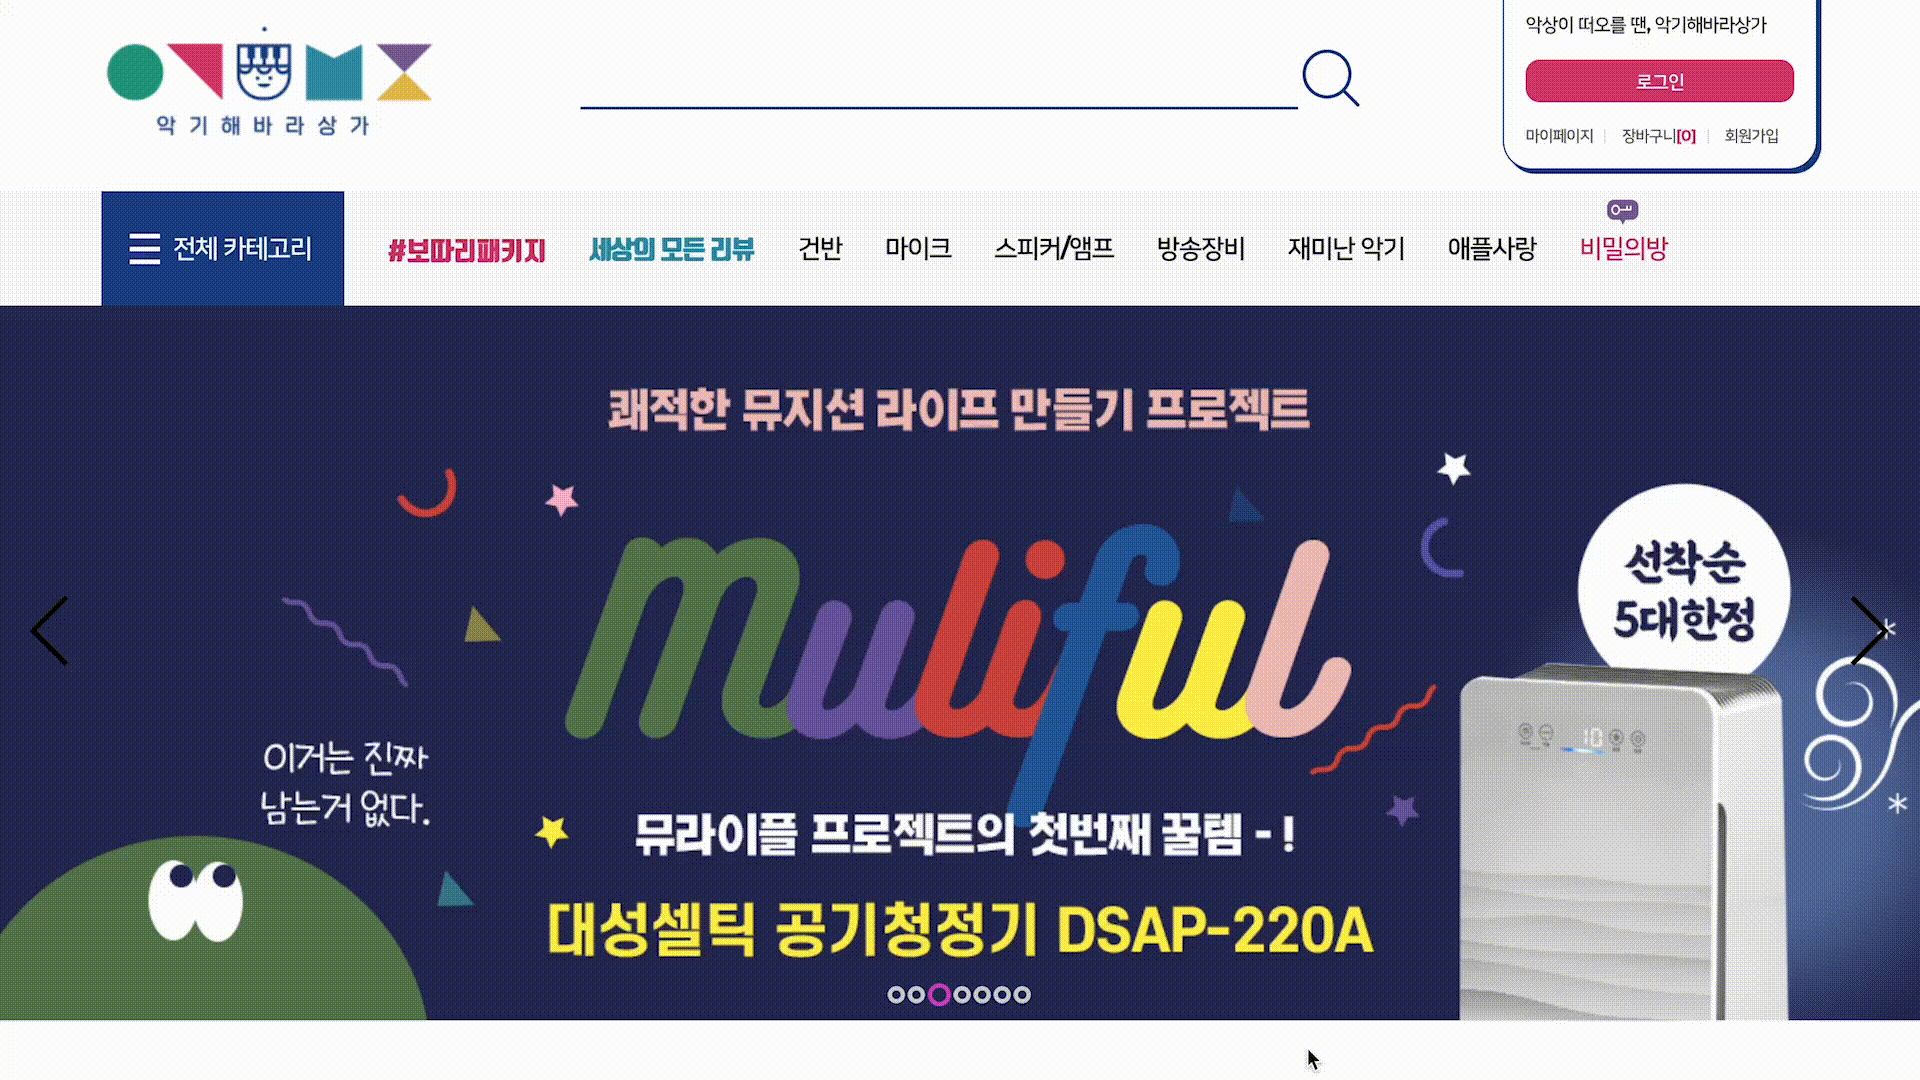 악기해바라상가
악상이 떠오를 땐, 악기해바라상가
로그인
마이페이지
장바구니[0]
회원가입
전체 카테고리
#보따리패키지
세상의 모든 리뷰
건반
마이크
스피커/앰프
방송장비
재미난 악기
애플사랑
비밀의방
쾌적한 뮤지션 라이프 만들기 프로젝트
Muliful
선착순
5대한정
10
이거는 진짜
남는거 없다.
뮤라이플 프로젝트의 첫번째 꿀템 - !
대성셀틱 공기청정기 DSAP-220A